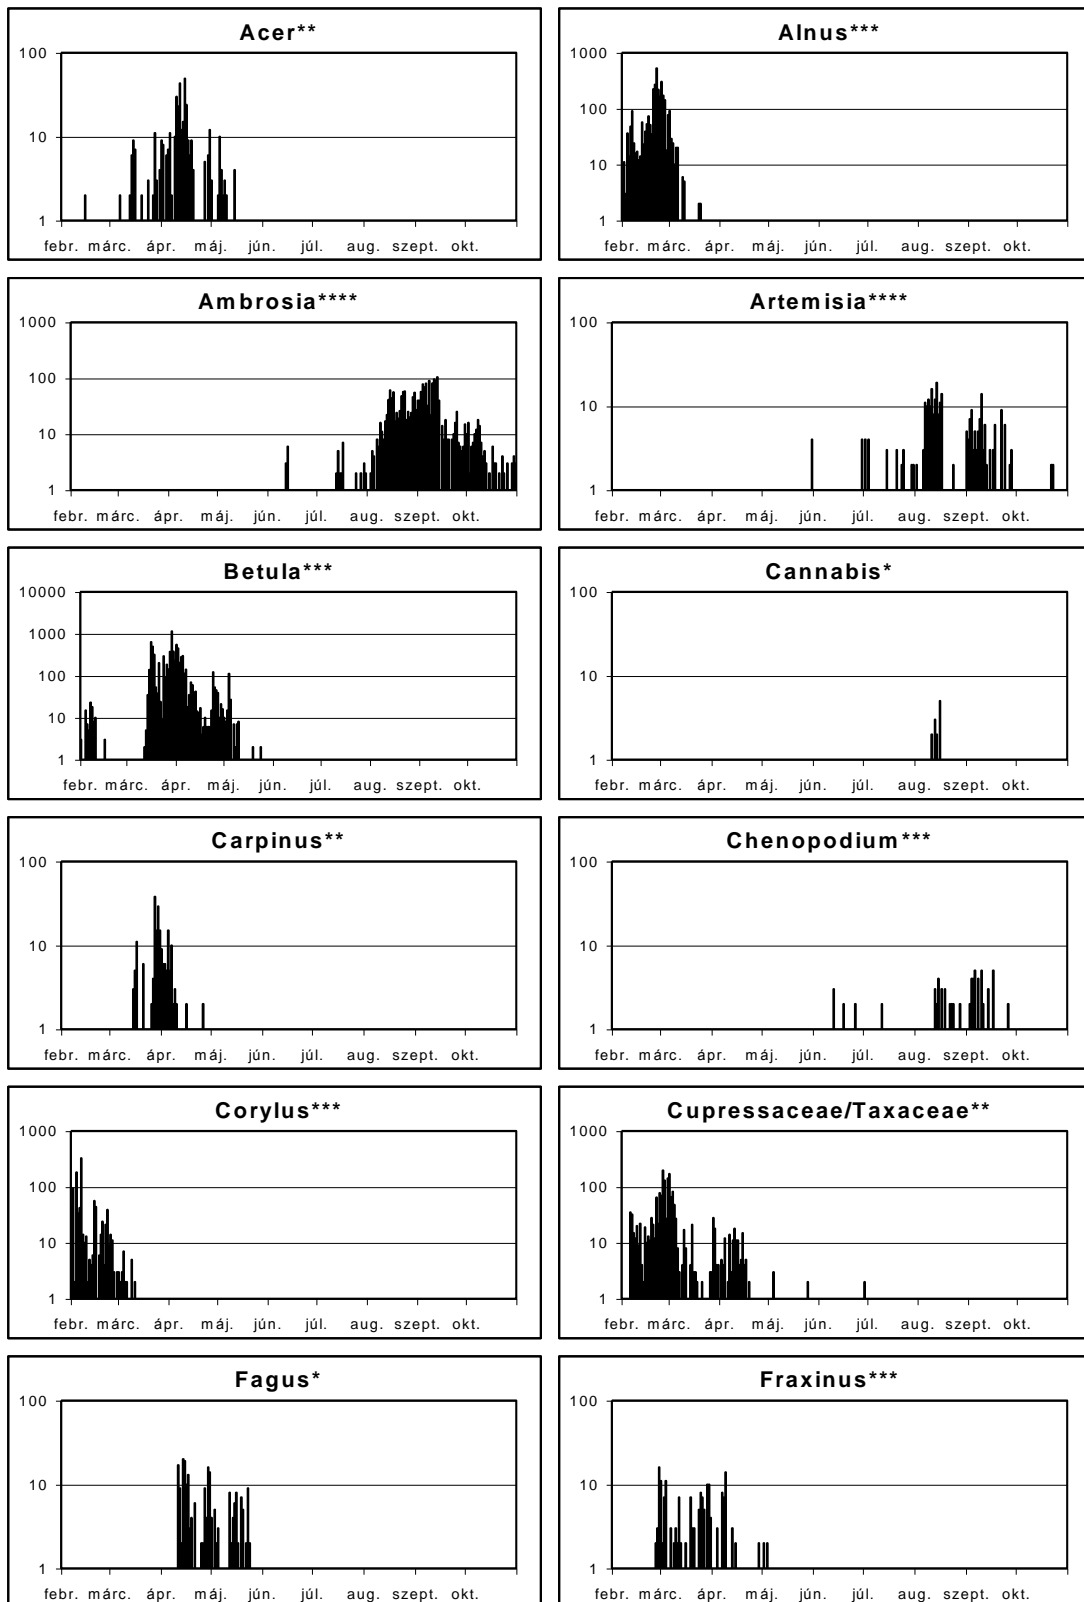 Acer**
100
10
1
febr. márc. ápr. máj. jún. júl. aug. szept. okt.
Alnus***
1000
100
10
1
febr. márc. ápr. máj. jún. júl. aug. szept. okt.
Ambrosia****
1000
100
10
1
febr. márc. ápr. máj. jún. júl. aug. szept. okt.
Artemisia****
100
10
1
febr. márc. ápr. máj. jún. júl. aug. szept. okt.
Betula***
10000
1000
100
10
1
febr. márc. ápr. máj. jún. júl. aug. szept. okt.
Cannabis*
100
10
1
febr. márc. ápr. máj. jún. júl. aug. szept. okt.
Carpinus**
100
10
1
febr. márc. ápr. máj. jún. júl. aug. szept. okt.
Chenopodium***
100
10
1
febr. márc. ápr. máj. jún. júl. aug. szept. okt.
Corylus***
1000
100
10
1
febr. márc. ápr. máj. jún. júl. aug. szept. okt.
Cupressaceae/Taxaceae**
1000
100
10
1
febr. márc. ápr. máj. jún. júl. aug. szept. okt.
Fagus*
100
10
1
febr. márc. ápr. máj. jún. júl. aug. szept. okt.
Fraxinus***
100
10
1
febr. márc. ápr. máj. jún. júl. aug. szept. okt.